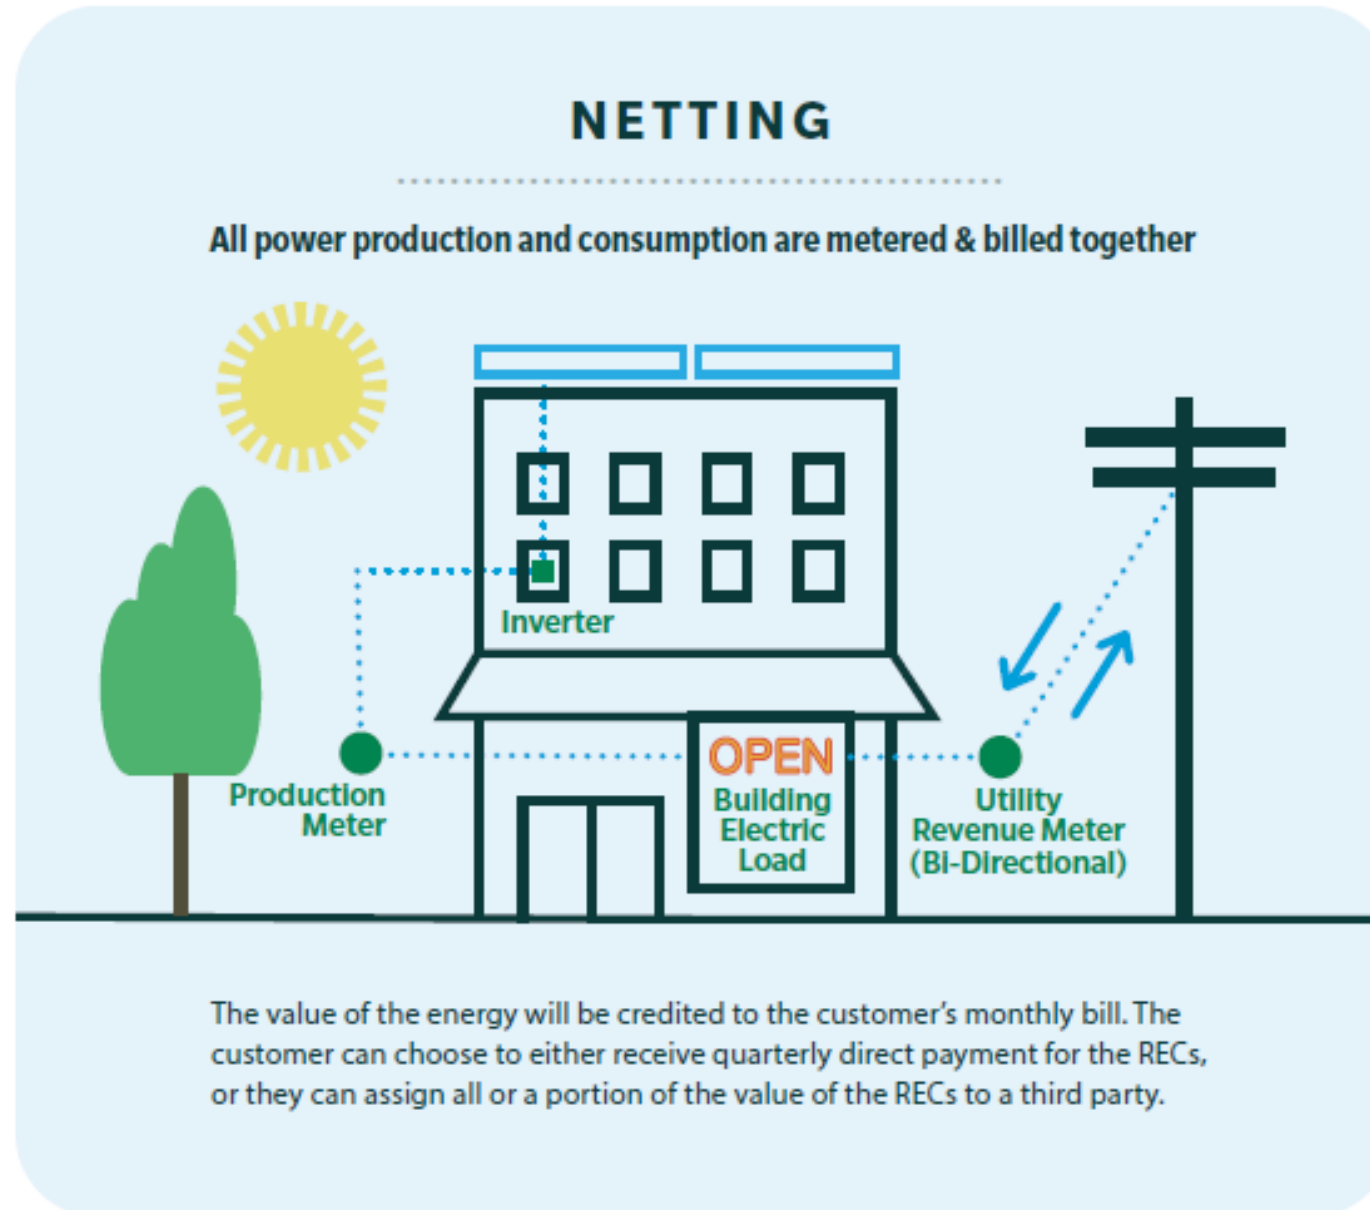 NETTING
All power production and consumption are metered & billed together
Inverter
OPEN
Building
Electric
Load
Production
Meter
Utility
Revenue Meter
(Bi-Directional)
The value of the energy will be credited to the customer's monthly bill. The
customer can choose to either receive quarterly direct payment for the RECs,
or they can assign all or a portion of the value of the RECs to a third party.